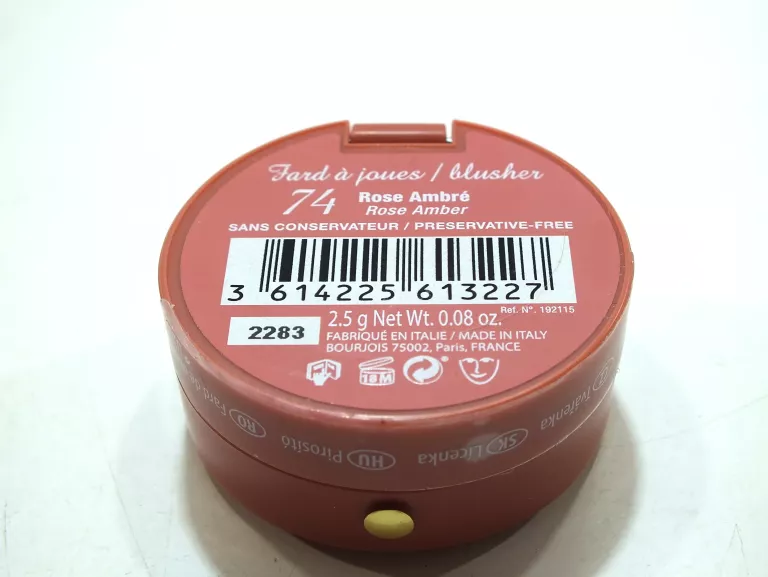 Fard à joues / blusher
74 Rose Ambré
Rose Amber
SANS CONSERVATEUR / PRESERVATIVE-FREE
3 614225 613227
Ref. N°. 192115
2283
2.5 g Net Wt. 0.08 oz.
FABRIQUÉ EN ITALIE / MADE IN ITALY
BOURJOIS 75002, Paris, FRANCE
18M
RO Fard de
HU Pirosító
SK Lícenka
Tvářenka